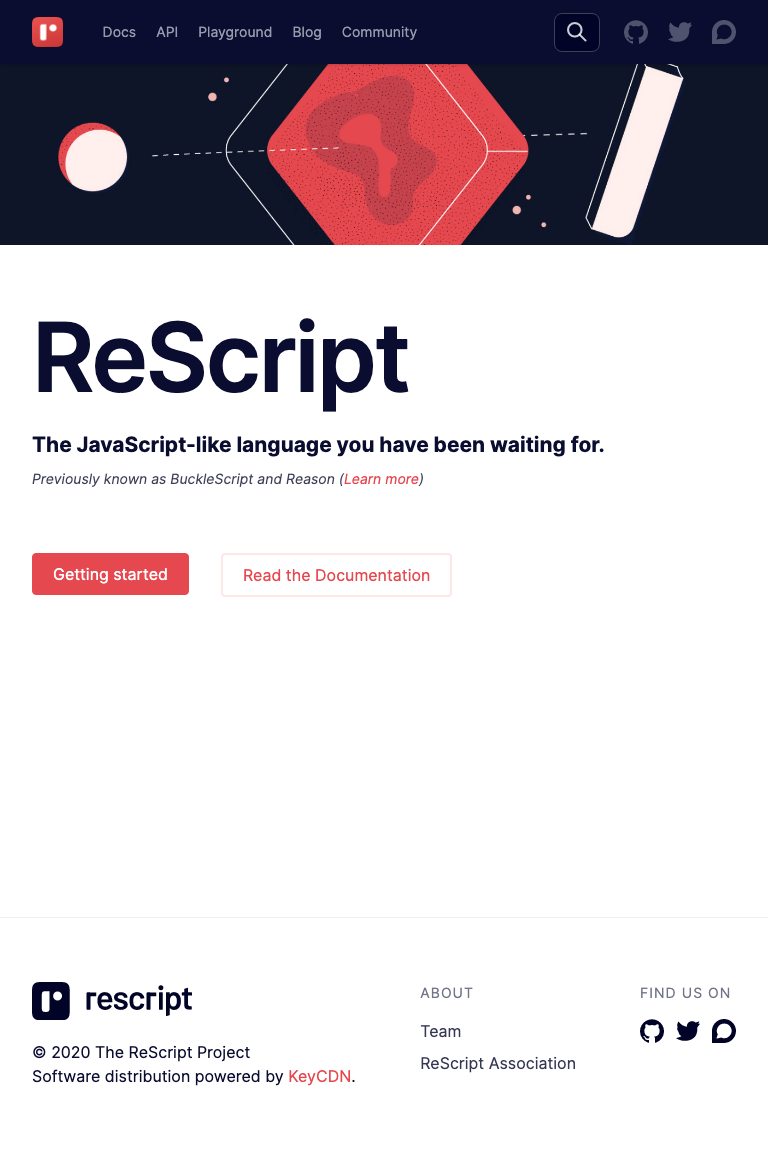 Docs API Playground Blog Community
ReScript
The JavaScript-like language you have been waiting for.
Previously known as BuckleScript and Reason (Learn more)
Getting started Read the Documentation
rescript
© 2020 The ReScript Project
Software distribution powered by KeyCDN.
ABOUT
Team
ReScript Association
FIND US ON